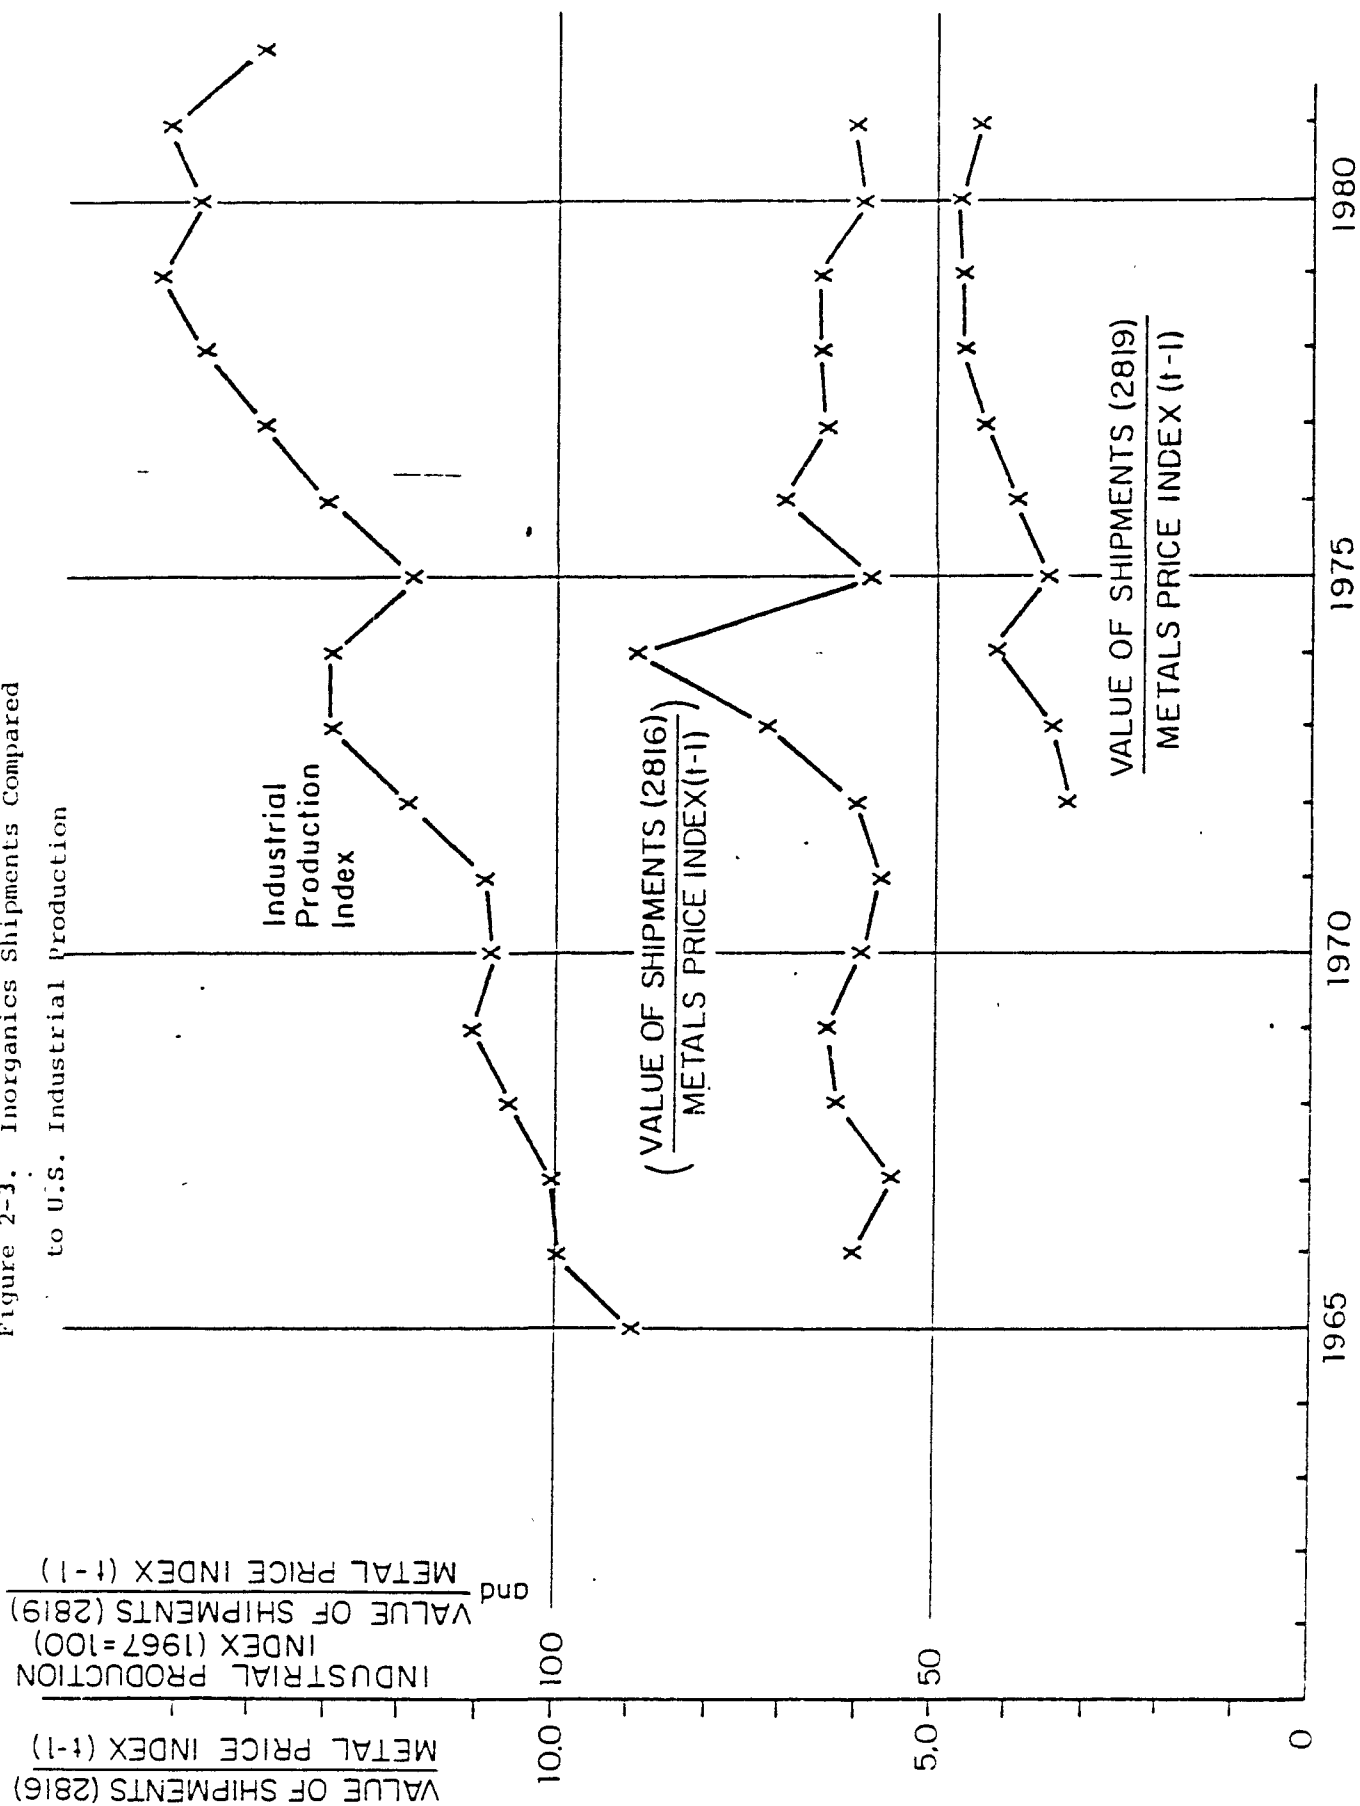 Figure 2-3. Inorganics Shipments Compared
to U.S. Industrial Production
VALUE OF SHIPMENTS (2816)
METAL PRICE INDEX (t-1)
INDUSTRIAL PRODUCTION
INDEX (1967=100)
VALUE OF SHIPMENTS (2819)
METAL PRICE INDEX (t-1)
and
10.0
100
5.0
50
0
Industrial
Production
Index
(VALUE OF SHIPMENTS (2816))
METALS PRICE INDEX(t-1)
VALUE OF SHIPMENTS (2819)
METALS PRICE INDEX (t-1)
1965
1970
1975
1980